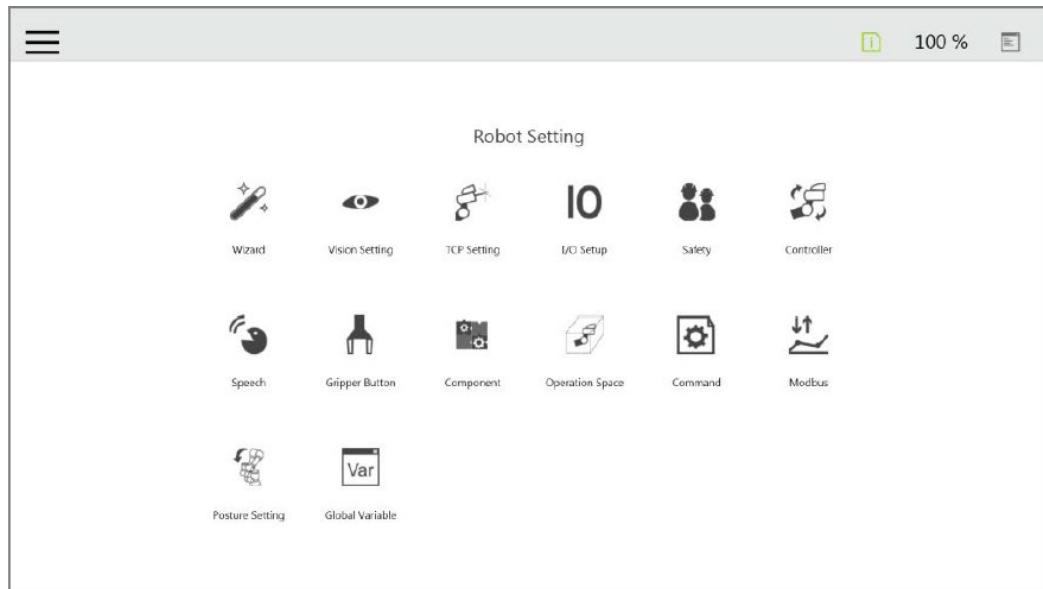 100 %
Robot Setting
IO
Wizard Vision Setting TCP Setting I/O Setup Safety Controller
Speech Gripper Button Component Operation Space Command Modbus
Var
Posture Setting Global Variable